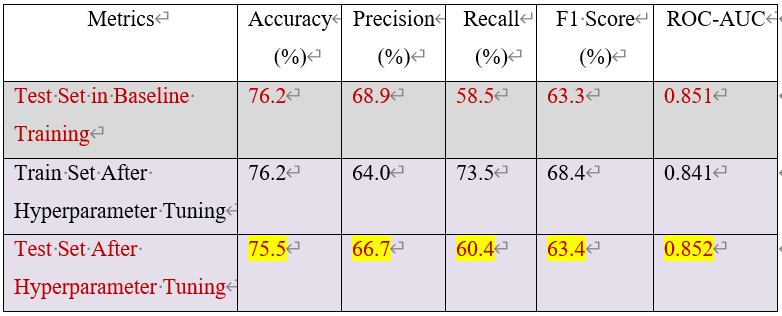 Metrics Accuracy (%) Precision (%) Recall (%) F1 Score (%) ROC-AUC
Test Set in Baseline Training 76.2 68.9 58.5 63.3 0.851
Train Set After Hyperparameter Tuning 76.2 64.0 73.5 68.4 0.841
Test Set After Hyperparameter Tuning 75.5 66.7 60.4 63.4 0.852